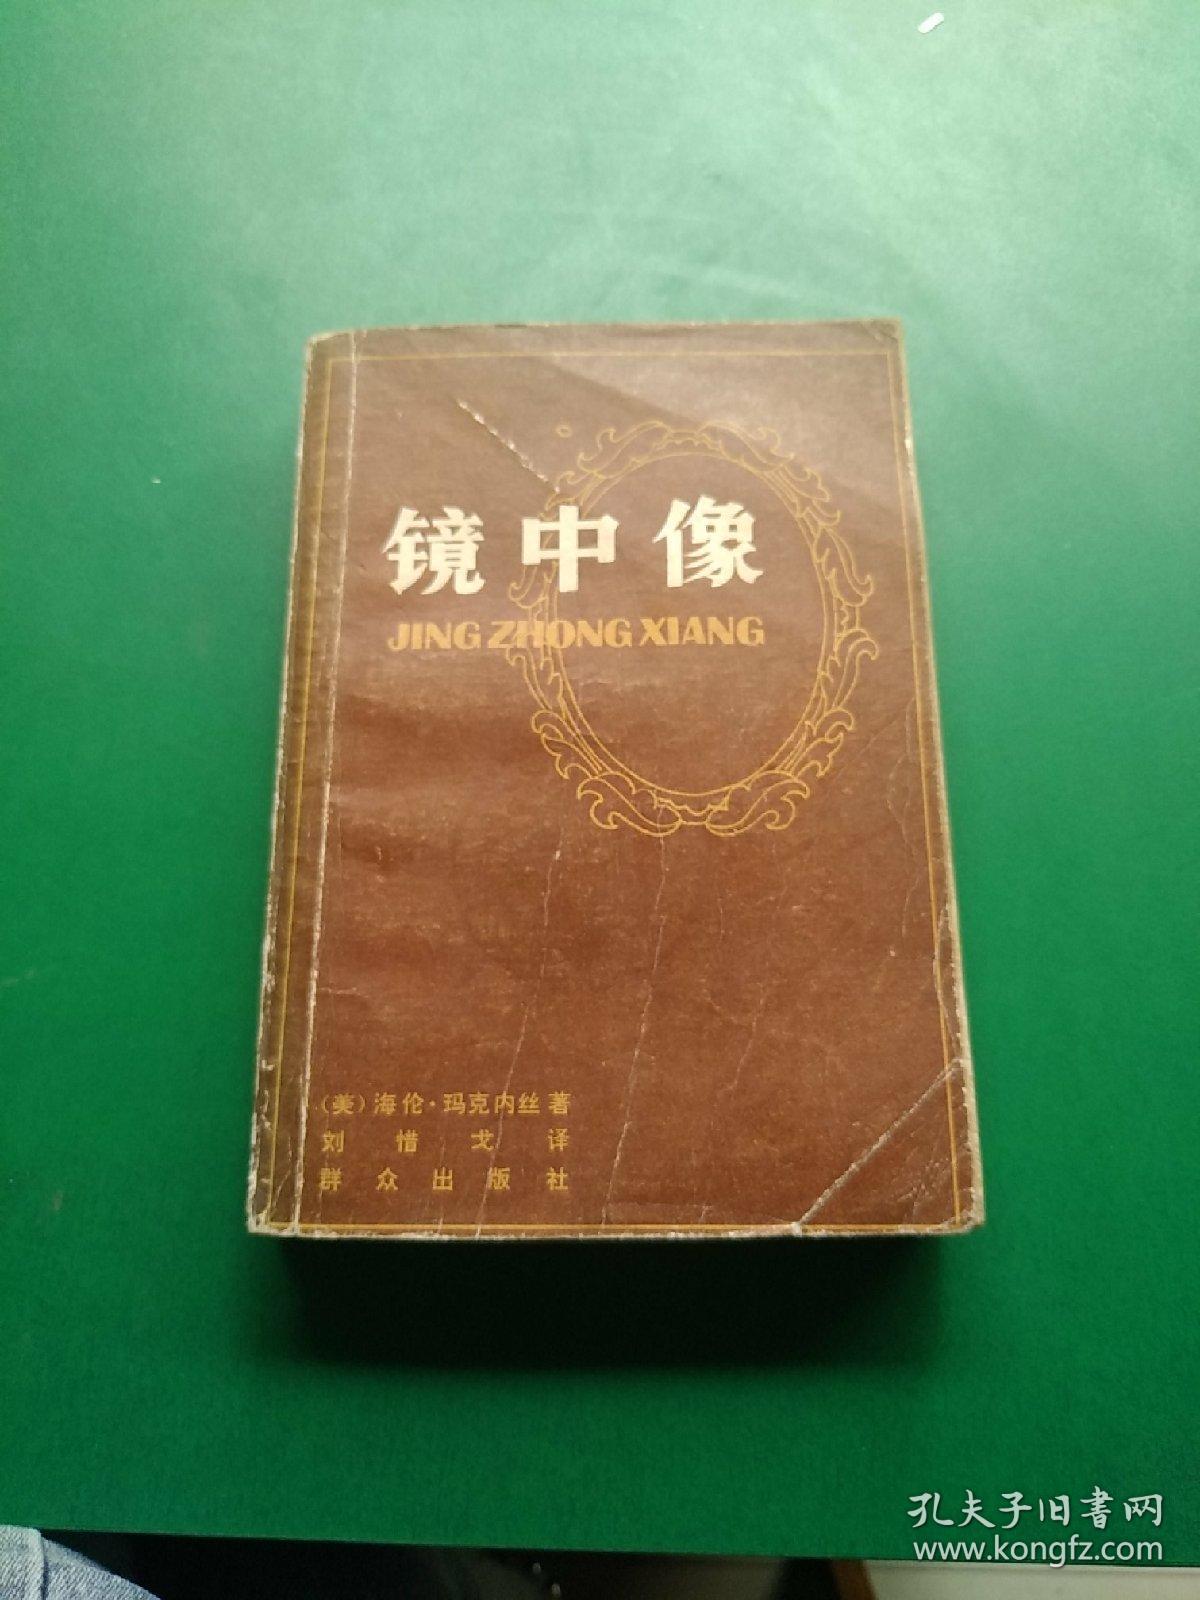 镜中像
JING ZHONG XIANG
(美)海伦·玛克内丝著
刘惜戈译
群众出版社
孔夫子旧书网
www.kongfz.com